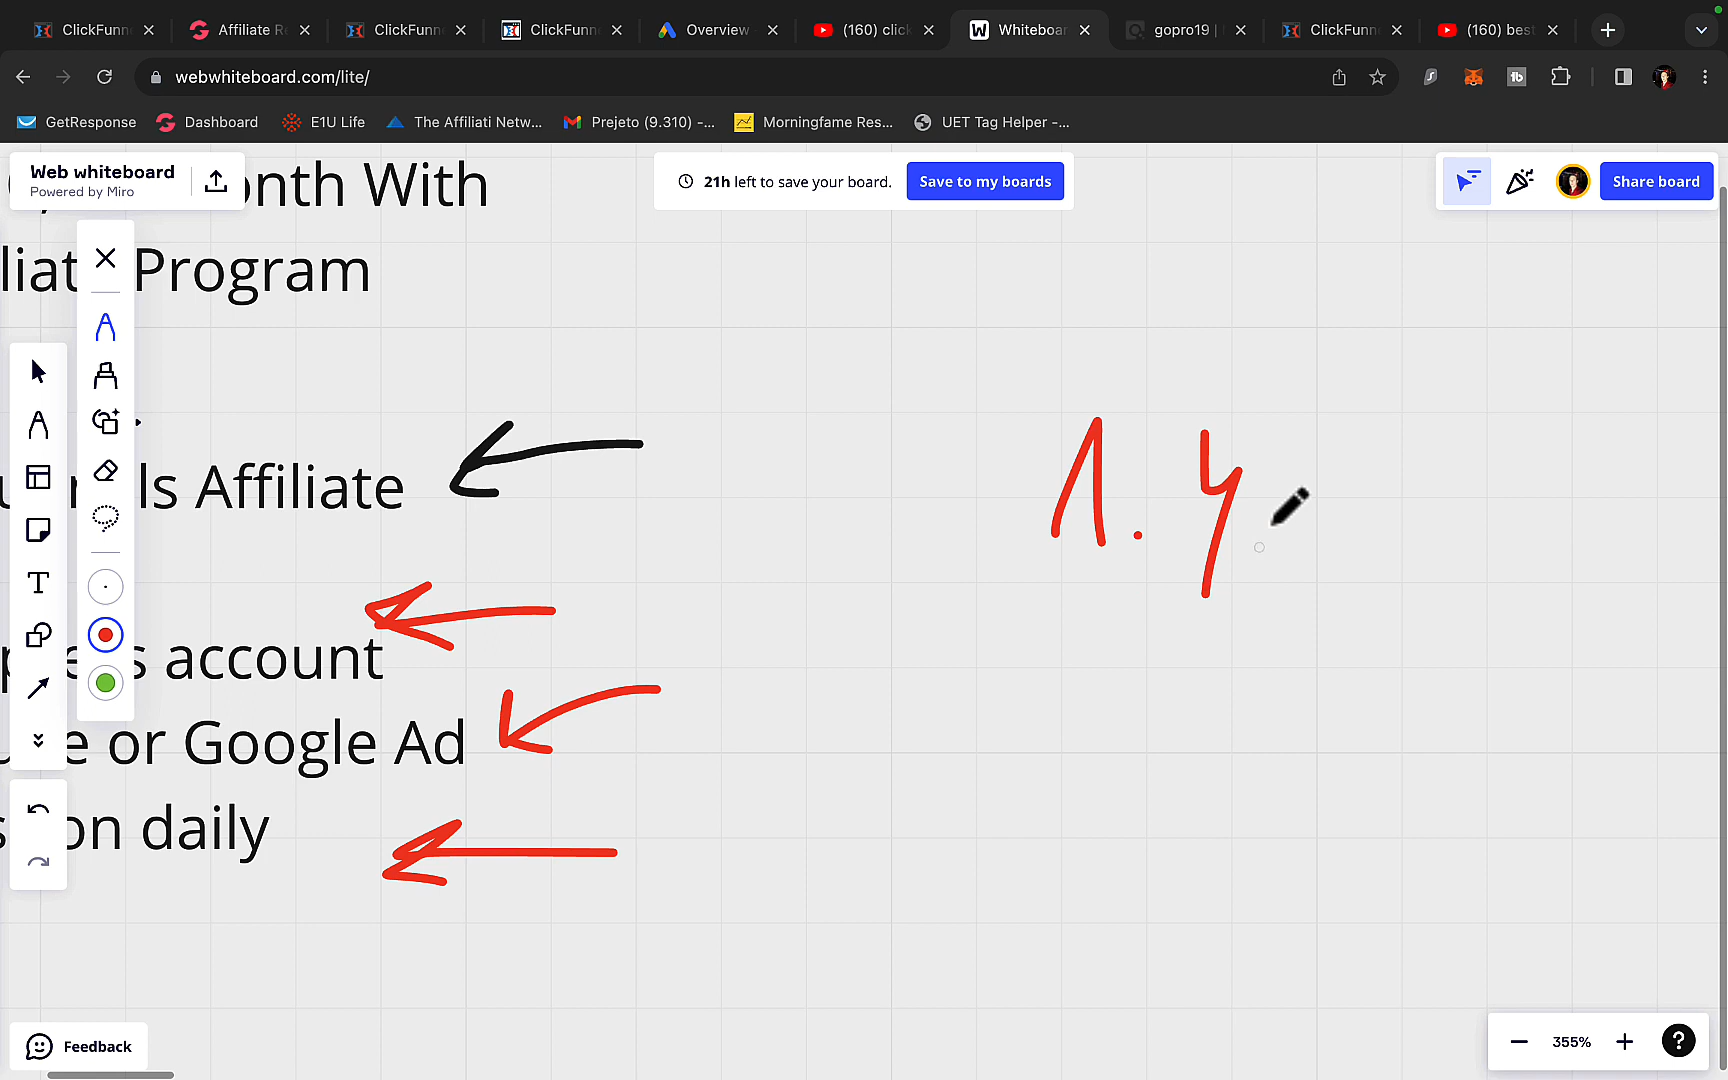 ClickFunn
Affiliate Re
ClickFunn
ClickFunn
Overview
(160) click
Whiteboar
gopro19 |
ClickFunn
(160) best
webwhiteboard.com/lite/
GetResponse
Dashboard
E1U Life
The Affiliati Netw...
Prejeto (9.310) -...
Morningfame Res...
UET Tag Helper -...
Web whiteboard
Powered by Miro
21h left to save your board.
Save to my boards
Share board
onth With
liat Program
ls Affiliate
s account
e or Google Ad
on daily
1. y
Feedback
355%